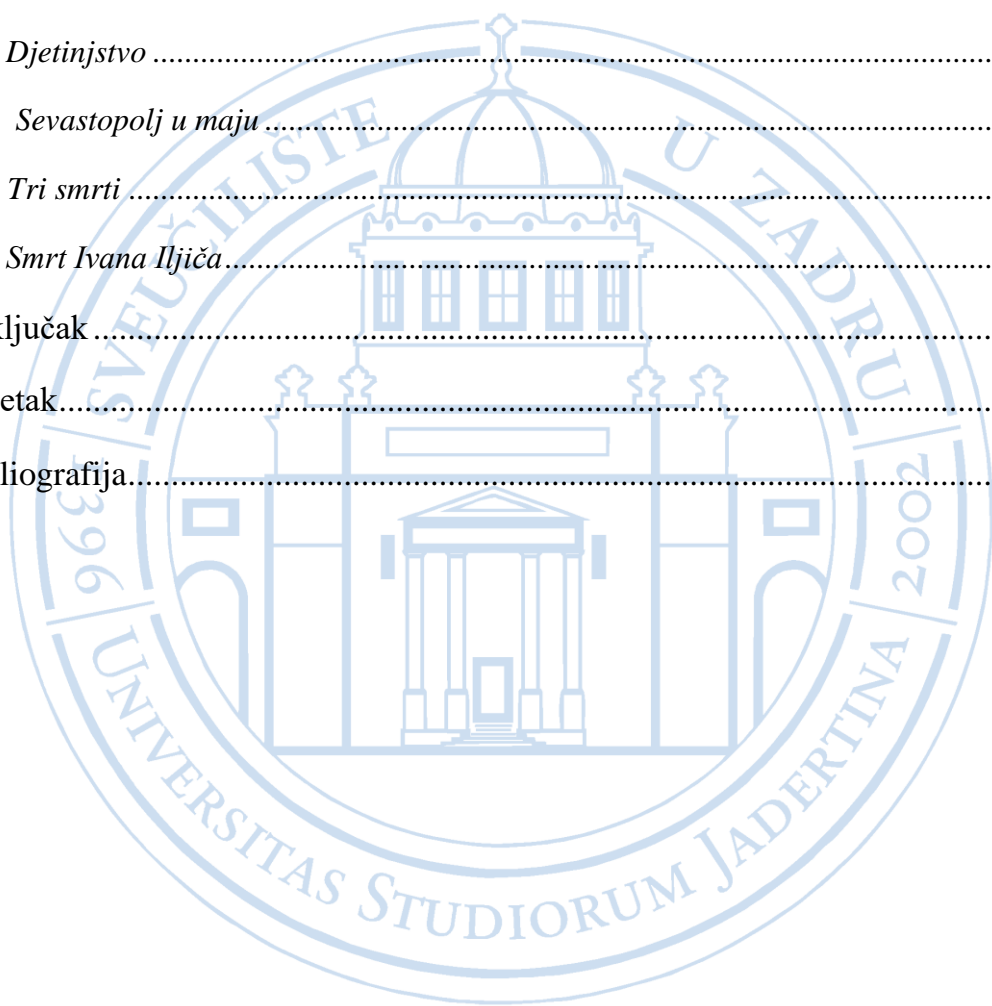 Djetinjstvo ................................................................
Sevastopolj u maju ................................................................
Tri smrti ................................................................
Smrt Ivana Iljiča ................................................................
ključak ................................................................
etak ................................................................
liografija ................................................................
SVEUČILIŠTE U ZADRU
1396
2002
UNIVERSITAS STUDIORUM JADERTINA